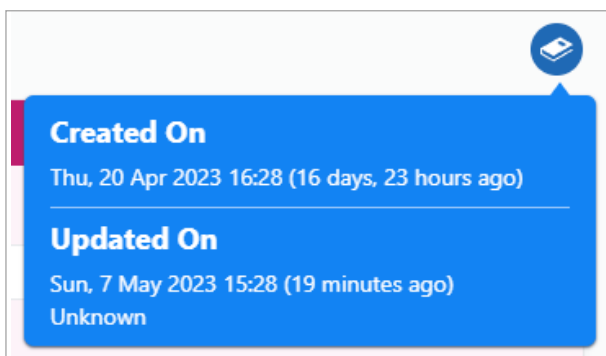 Created On
Thu, 20 Apr 2023 16:28 (16 days, 23 hours ago)
Updated On
Sun, 7 May 2023 15:28 (19 minutes ago)
Unknown